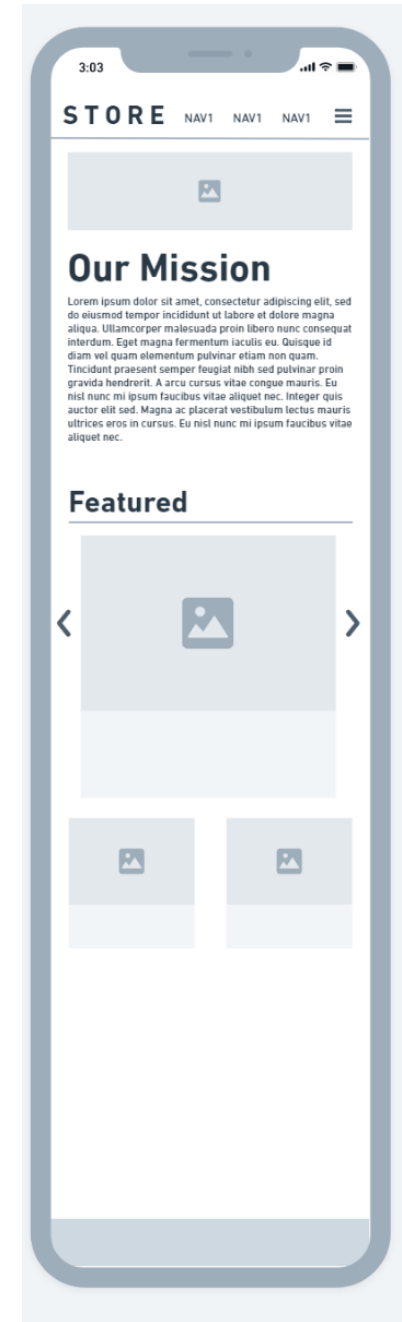 3:03
STORE NAV1 NAV1 NAV1
Our Mission
Lorem ipsum dolor sit amet, consectetur adipiscing elit, sed
do eiusmod tempor incididunt ut labore et dolore magna
aliqua. Ullamcorper malesuada proin libero nunc consequat
interdum. Eget magna fermentum iaculis eu. Quisque id
diam vel quam elementum pulvinar etiam non quam.
Tincidunt praesent semper feugiat nibh sed pulvinar proin
gravida hendrerit. A arcu cursus vitae congue mauris. Eu
nisl nunc mi ipsum faucibus vitae aliquet nec. Integer quis
auctor elit sed. Magna ac placerat vestibulum lectus mauris
ultrices eros in cursus. Eu nisl nunc mi ipsum faucibus vitae
aliquet nec.
Featured